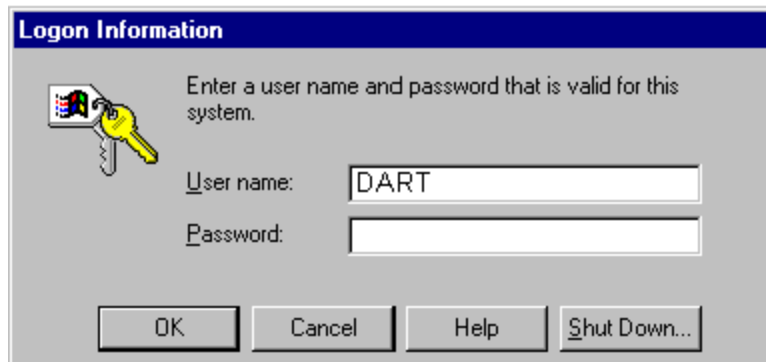 Logon Information
Enter a user name and password that is valid for this
system.
User name: DART
Password:
OK Cancel Help Shut Down...